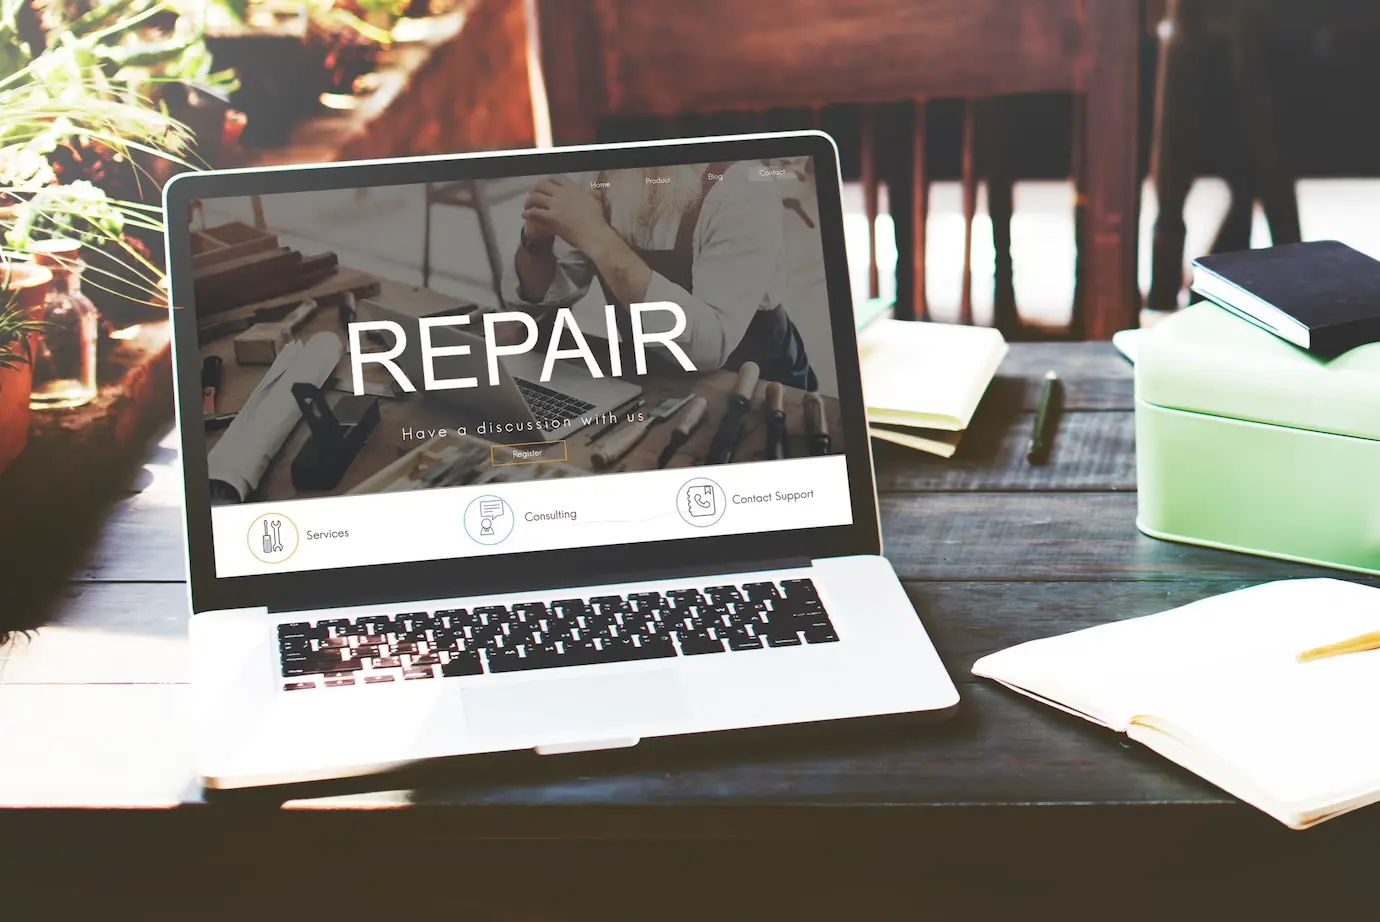 Home Product Blog Contact
REPAIR
Have a discussion with us
Register
Services Consulting Contact Support